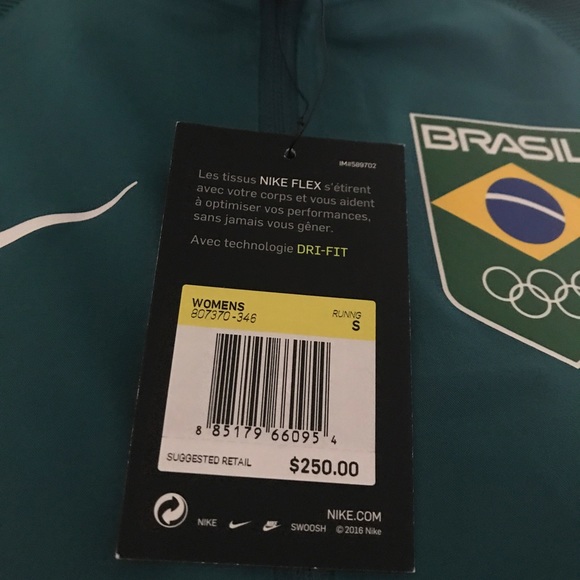 BRASIL
IM#589702
Les tissus NIKE FLEX s'étirent
avec votre corps et vous aident
à optimiser vos performances,
sans jamais vous gêner.
Avec technologie DRI-FIT
WOMENS
807370-346
RUNNG
S
8 85179 66095 4
SUGGESTED RETAIL
$250.00
NIKE
SWOOSH
NIKE.COM
© 2016 Nike